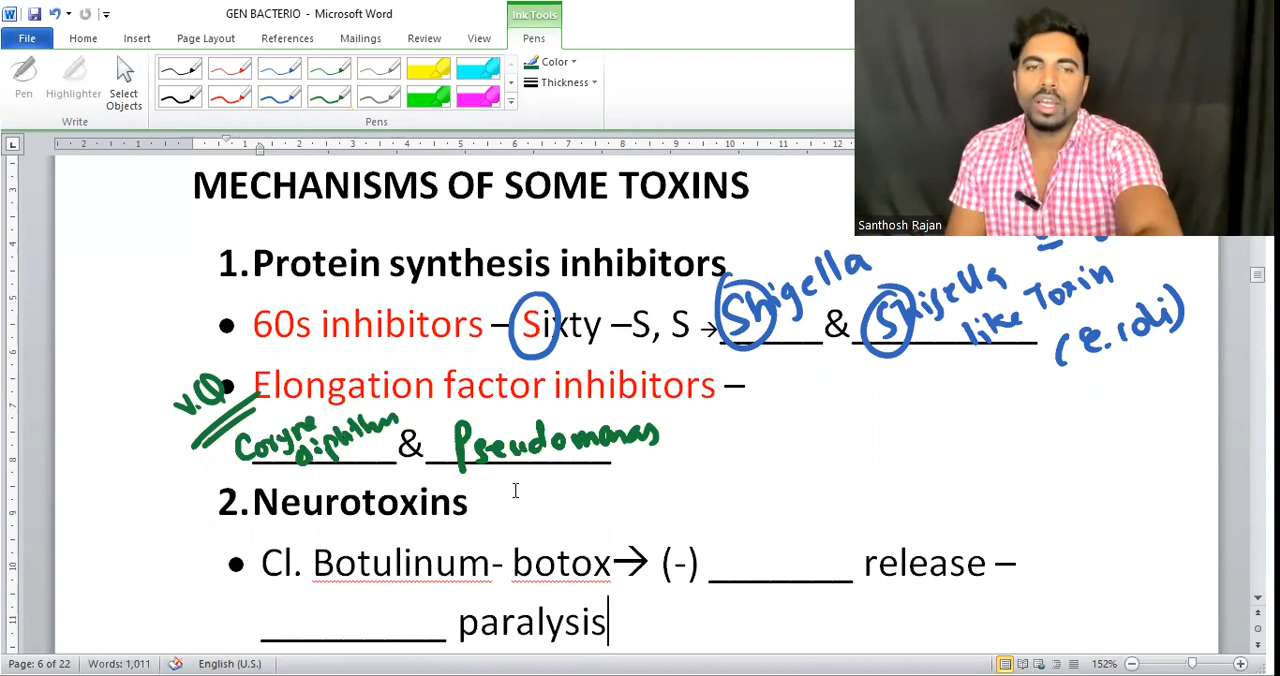 GEN BACTERIO - Microsoft Word
Ink Tools
File Home Insert Page Layout References Mailings Review View Pens
Pen Highlighter Select Objects
Color
Thickness
Write Pens
Santhosh Rajan
MECHANISMS OF SOME TOXINS
1. Protein synthesis inhibitors
● 60s inhibitors – Sixty –S, S → Shigella & Shigella like Toxin (E.coli)
V.Q ● Elongation factor inhibitors –
Coryne diphthm & Pseudomonas
2. Neurotoxins
● Cl. Botulinum- botox→ (-) _______ release –
_________ paralysis
Page: 6 of 22 Words: 1,011 English (U.S.) 152%